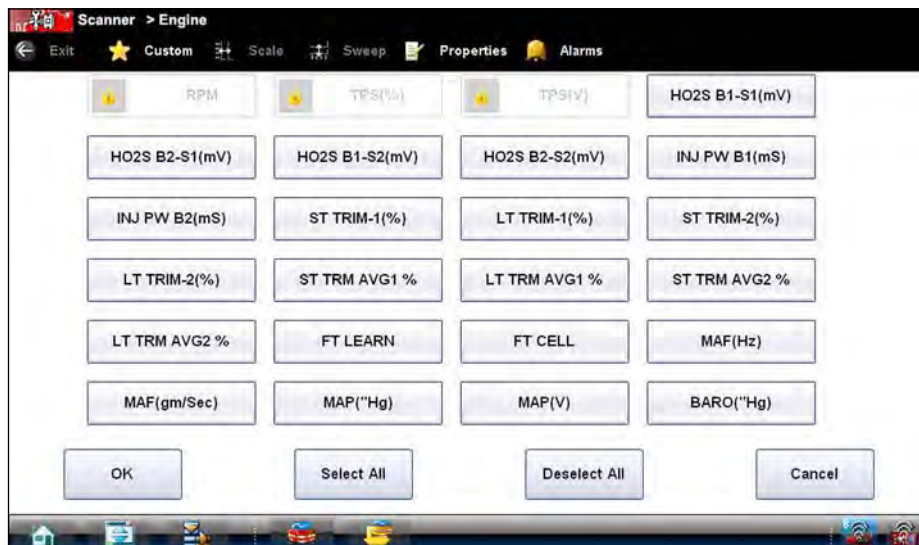 Scanner > Engine
Exit Custom Scale Sweep Properties Alarms
RPM TPS(%) TPS(V) HO2S B1-S1(mV)
HO2S B2-S1(mV) HO2S B1-S2(mV) HO2S B2-S2(mV) INJ PW B1(mS)
INJ PW B2(mS) ST TRIM-1(%) LT TRIM-1(%) ST TRIM-2(%)
LT TRIM-2(%) ST TRM AVG1 % LT TRM AVG1 % ST TRM AVG2 %
LT TRM AVG2 % FT LEARN FT CELL MAF(Hz)
MAF(gm/Sec) MAP("Hg) MAP(V) BARO("Hg)
OK Select All Deselect All Cancel